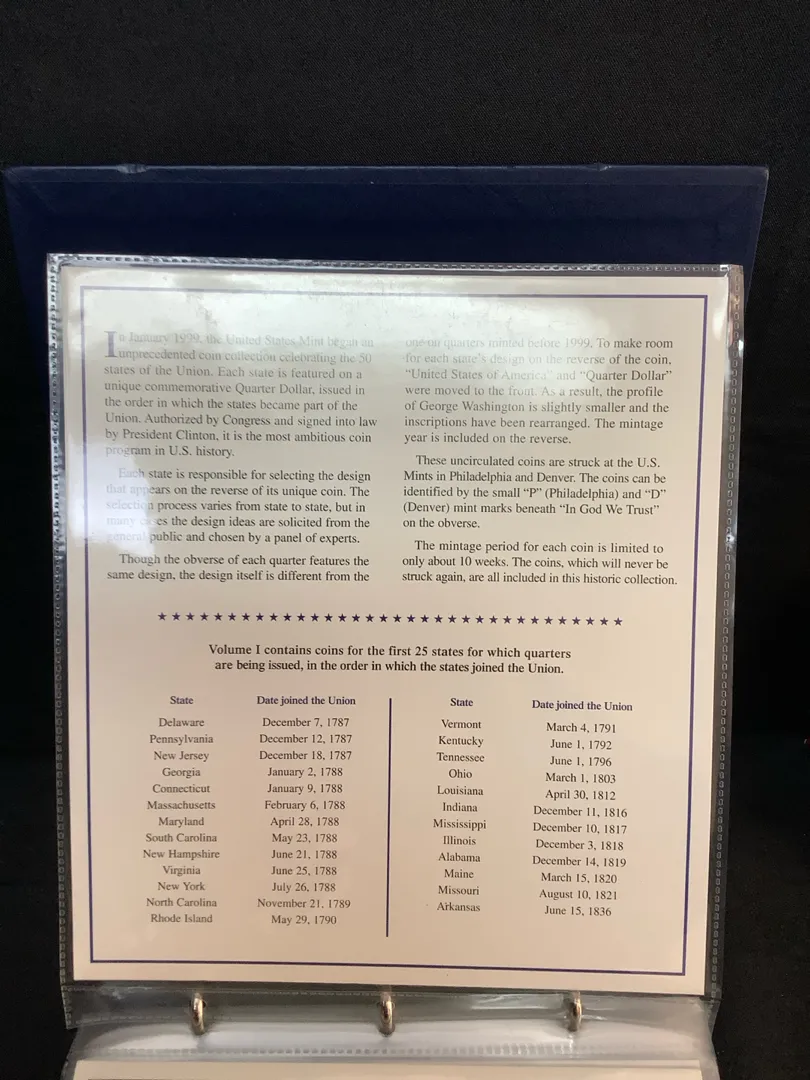 In January 1999, the United States Mint began an
unprecedented coin collection celebrating the 50
states of the Union. Each state is featured on a
unique commemorative Quarter Dollar, issued in
the order in which the states became part of the
Union. Authorized by Congress and signed into law
by President Clinton, it is the most ambitious coin
program in U.S. history.
Each state is responsible for selecting the design
that appears on the reverse of its unique coin. The
selection process varies from state to state, but in
many cases the design ideas are solicited from the
general public and chosen by a panel of experts.
Though the obverse of each quarter features the
same design, the design itself is different from the
one on quarters minted before 1999. To make room
for each state's design on the reverse of the coin,
"United States of America" and "Quarter Dollar"
were moved to the front. As a result, the profile
of George Washington is slightly smaller and the
inscriptions have been rearranged. The mintage
year is included on the reverse.
These uncirculated coins are struck at the U.S.
Mints in Philadelphia and Denver. The coins can be
identified by the small "P" (Philadelphia) and "D"
(Denver) mint marks beneath "In God We Trust"
on the obverse.
The mintage period for each coin is limited to
only about 10 weeks. The coins, which will never be
struck again, are all included in this historic collection.
Volume I contains coins for the first 25 states for which quarters
are being issued, in the order in which the states joined the Union.
State Date joined the Union
Delaware December 7, 1787
Pennsylvania December 12, 1787
New Jersey December 18, 1787
Georgia January 2, 1788
Connecticut January 9, 1788
Massachusetts February 6, 1788
Maryland April 28, 1788
South Carolina May 23, 1788
New Hampshire June 21, 1788
Virginia June 25, 1788
New York July 26, 1788
North Carolina November 21, 1789
Rhode Island May 29, 1790
State Date joined the Union
Vermont March 4, 1791
Kentucky June 1, 1792
Tennessee June 1, 1796
Ohio March 1, 1803
Louisiana April 30, 1812
Indiana December 11, 1816
Mississippi December 10, 1817
Illinois December 3, 1818
Alabama December 14, 1819
Maine March 15, 1820
Missouri August 10, 1821
Arkansas June 15, 1836